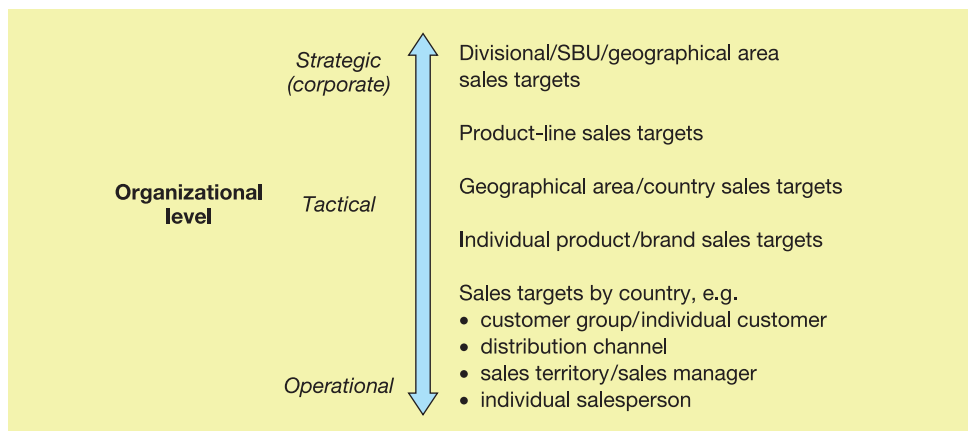 Organizational
level
Strategic
(corporate)
Tactical
Operational
Divisional/SBU/geographical area
sales targets
Product-line sales targets
Geographical area/country sales targets
Individual product/brand sales targets
Sales targets by country, e.g.
• customer group/individual customer
• distribution channel
• sales territory/sales manager
• individual salesperson